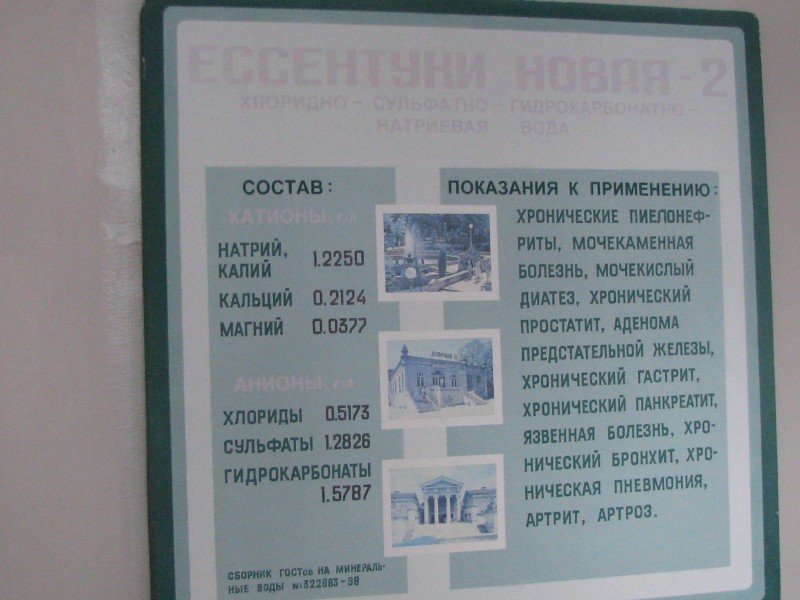 ЕССЕНТУКИ НОВАЯ-2
ХЛОРИДНО-СУЛЬФАТНО-ГИДРОКАРБОНАТНО-
НАТРИЕВАЯ ВОДА
СОСТАВ:
КАТИОНЫ, г/л
НАТРИЙ,
КАЛИЙ 1.2250
КАЛЬЦИЙ 0.2124
МАГНИЙ 0.0377
АНИОНЫ, г/л
ХЛОРИДЫ 0.5173
СУЛЬФАТЫ 1.2826
ГИДРОКАРБОНАТЫ
1.5787
СБОРНИК ГОСТов НА МИНЕРАЛЬ-
НЫЕ ВОДЫ №322663-98
ПОКАЗАНИЯ К ПРИМЕНЕНИЮ:
ХРОНИЧЕСКИЕ ПИЕЛОНЕФ-
РИТЫ, МОЧЕКАМЕННАЯ
БОЛЕЗНЬ, МОЧЕКИСЛЫЙ
ДИАТЕЗ, ХРОНИЧЕСКИЙ
ПРОСТАТИТ, АДЕНОМА
ПРЕДСТАТЕЛЬНОЙ ЖЕЛЕЗЫ,
ХРОНИЧЕСКИЙ ГАСТРИТ,
ХРОНИЧЕСКИЙ ПАНКРЕАТИТ,
ЯЗВЕННАЯ БОЛЕЗНЬ, ХРО-
НИЧЕСКИЙ БРОНХИТ, ХРО-
НИЧЕСКАЯ ПНЕВМОНИЯ,
АРТРИТ, АРТРОЗ.